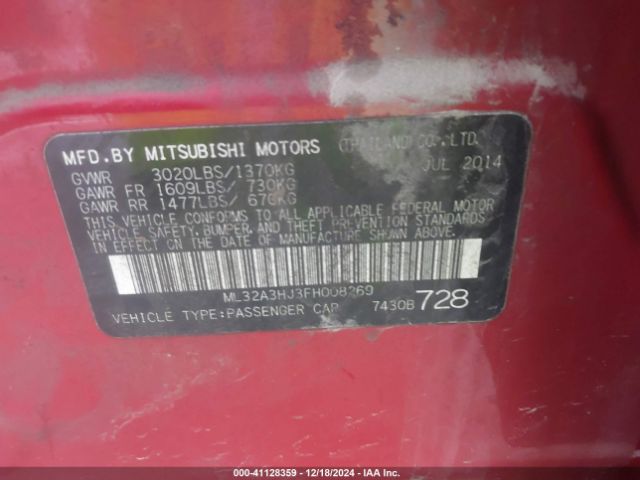 MFD.BY MITSUBISHI MOTORS (THAILAND) CO.,LTD.
GVWR 3020LBS/1370KG JUL 2014
GAWR FR 1609LBS/ 730KG
GAWR RR 1477LBS/ 670KG
THIS VEHICLE CONFORMS TO ALL APPLICABLE FEDERAL MOTOR
VEHICLE SAFETY, BUMPER, AND THEFT PREVENTION STANDARDS
IN EFFECT ON THE DATE OF MANUFACTURE SHOWN ABOVE.
ML32A3HJ3FH008269
VEHICLE TYPE:PASSENGER CAR 7430B 728
000-41128359 - 12/18/2024 - IAA Inc.